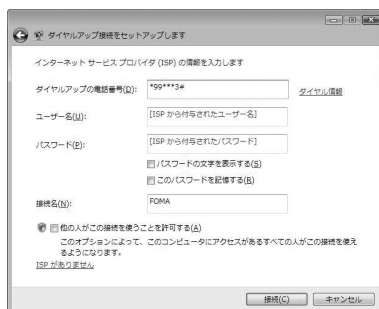 ダイヤルアップ接続をセットアップします
インターネット サービス プロバイダ (ISP) の情報を入力します
ダイヤルアップの電話番号(D): *99***3# ダイヤル情報
ユーザー名(U): [ISP から付与されたユーザー名]
パスワード(P): [ISP から付与されたパスワード]
パスワードの文字を表示する(S)
このパスワードを記憶する(R)
接続名(N): FOMA
他の人がこの接続を使うことを許可する(A)
このオプションによって、このコンピュータにアクセスがあるすべての人がこの接続を使え
るようになります。
ISP がありません
接続(C) キャンセル